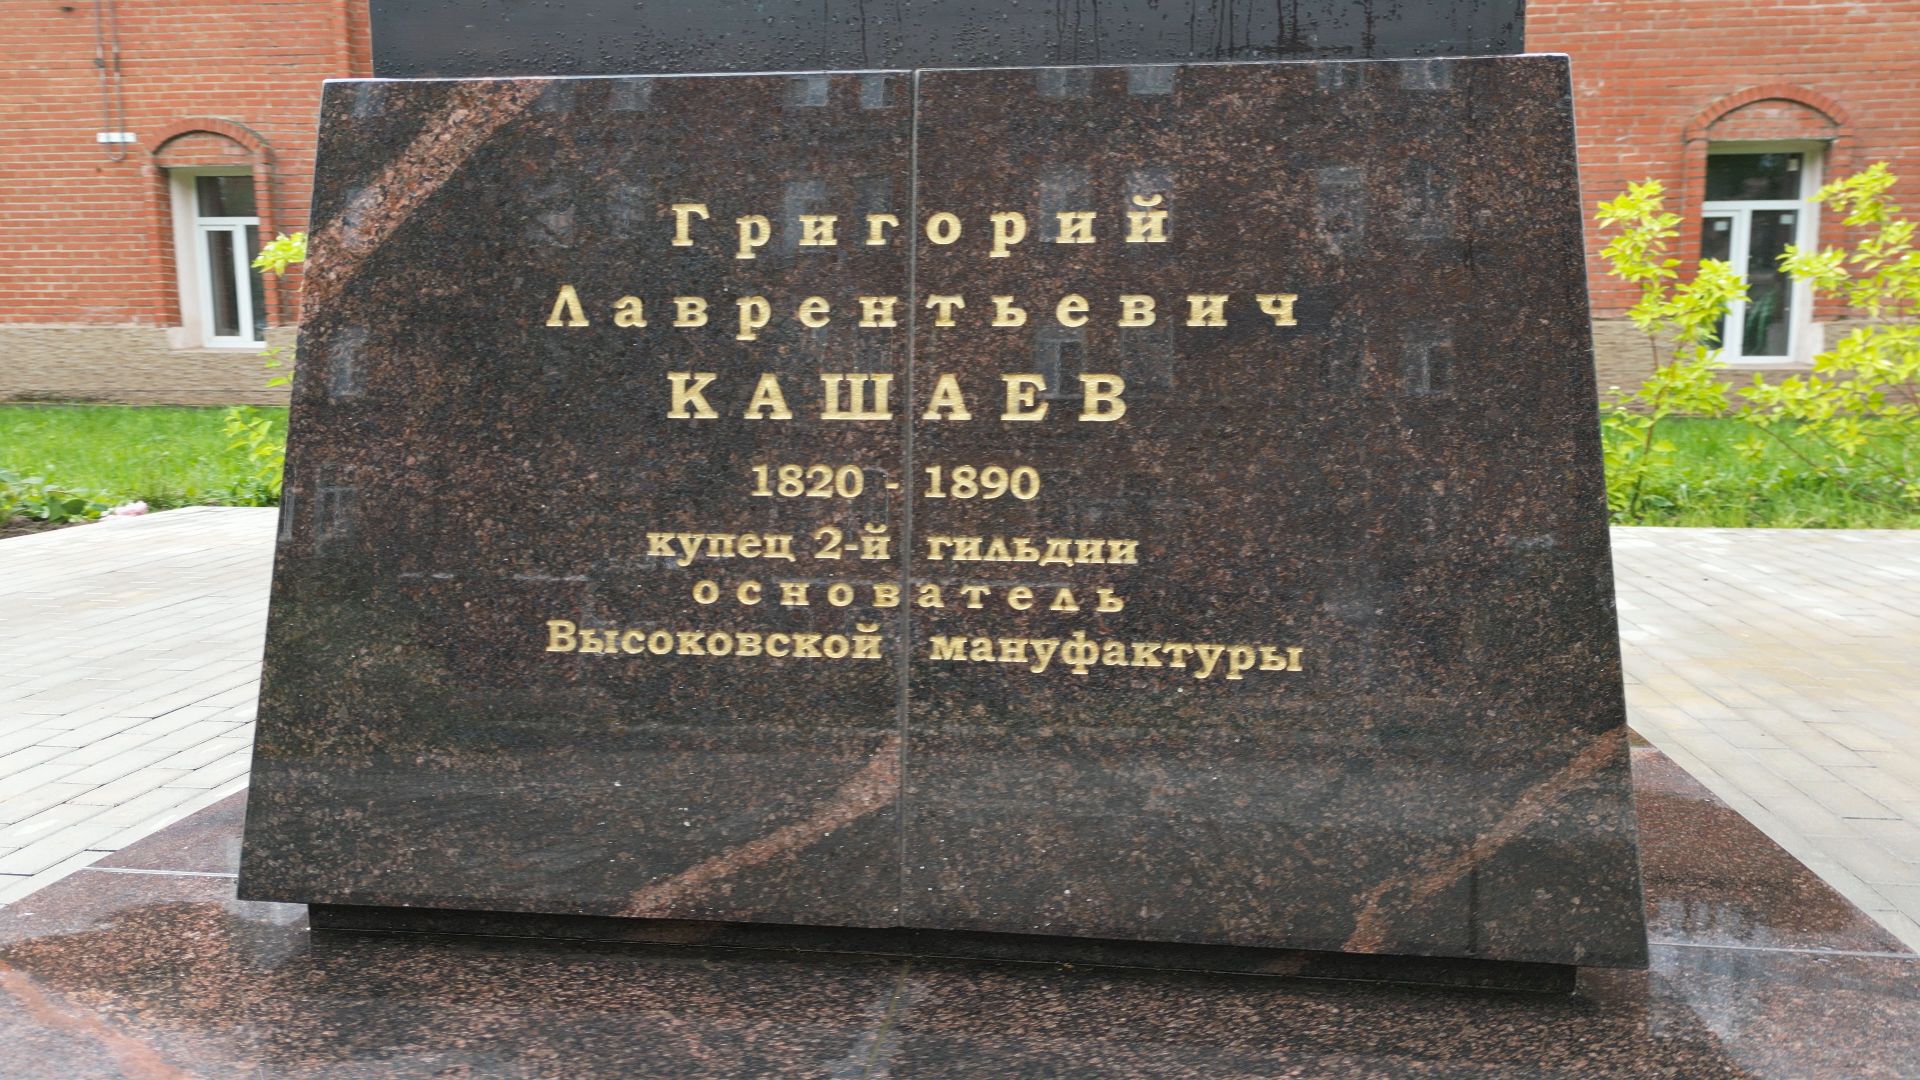 Григорий
Лаврентьевич
КАШАЕВ
1820 - 1890
купец 2-й гильдии
основатель
Высоковской мануфактуры